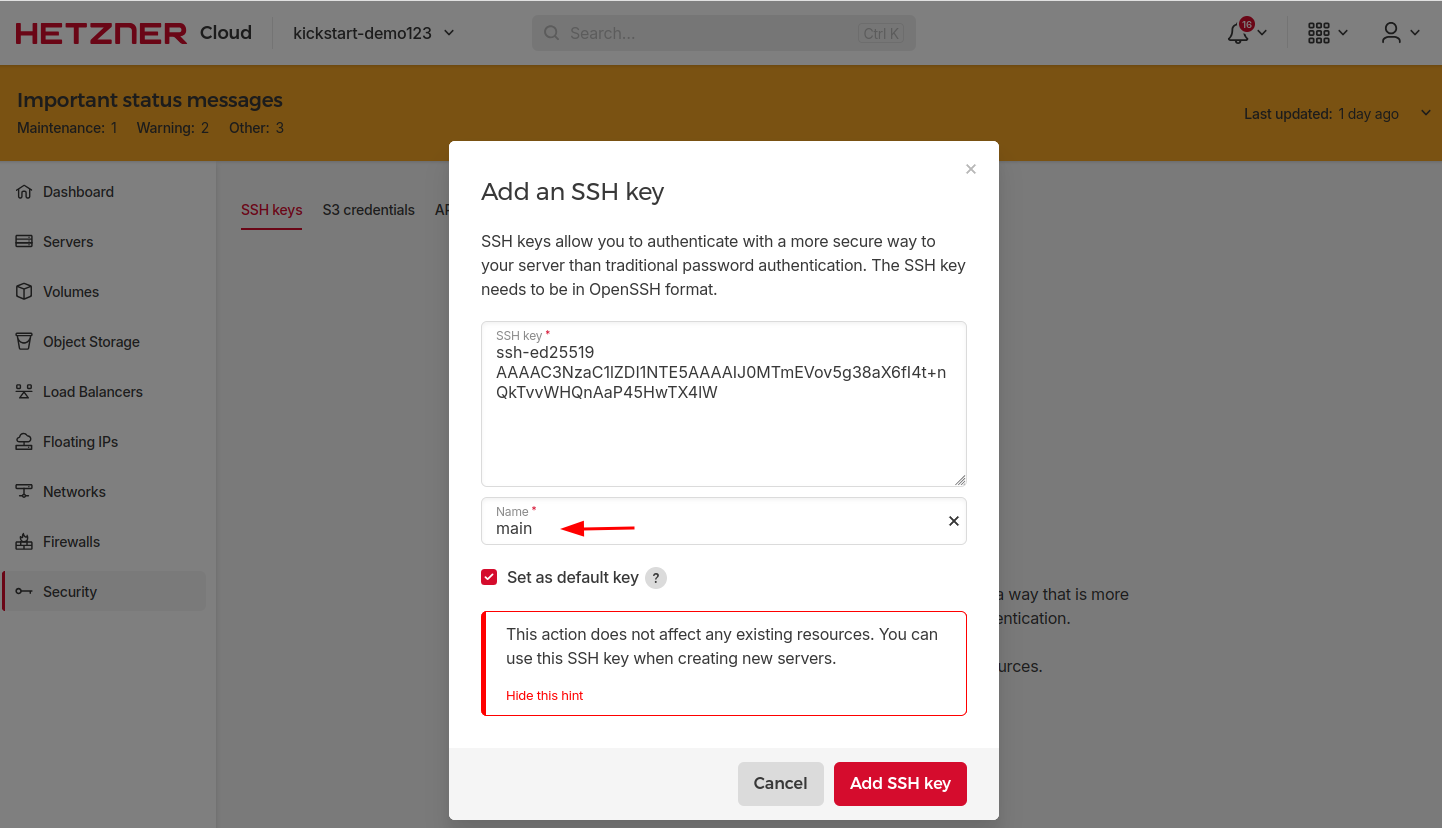 HETZNER Cloud
kickstart-demo123
Search...
Ctrl K
16
Important status messages
Maintenance: 1 Warning: 2 Other: 3
Last updated: 1 day ago
Dashboard
Servers
Volumes
Object Storage
Load Balancers
Floating IPs
Networks
Firewalls
Security
SSH keys
S3 credentials
Add an SSH key
SSH keys allow you to authenticate with a more secure way to
your server than traditional password authentication. The SSH key
needs to be in OpenSSH format.
SSH key *
ssh-ed25519
AAAAC3NzaC1lZDI1NTE5AAAAIJ0MTmEVov5g38aX6fI4t+n
QkTvvWHQnAaP45HwTX4lW
Name *
main
Set as default key ?
This action does not affect any existing resources. You can
use this SSH key when creating new servers.
Hide this hint
Cancel
Add SSH key
a way that is more
entication.
urces.